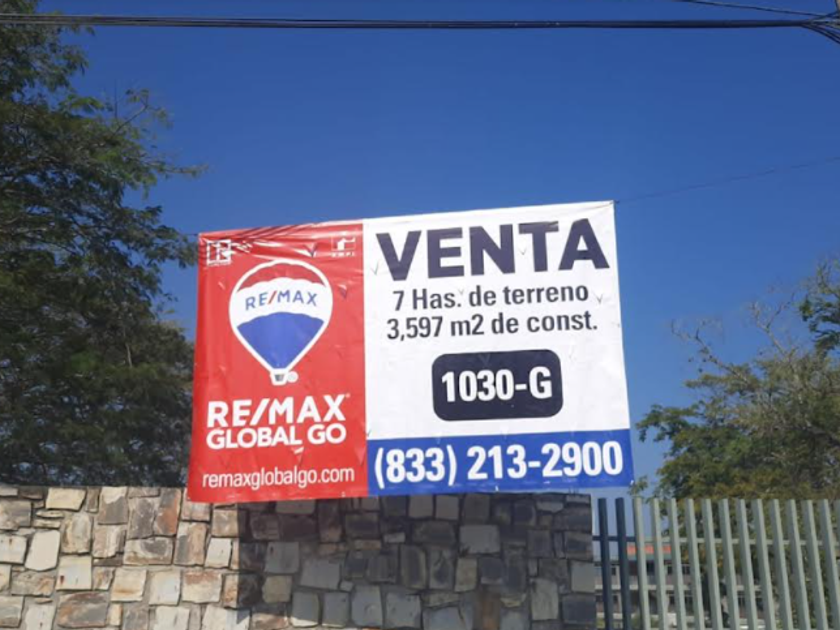 RE/MAX
RE/MAX
GLOBAL GO
remaxglobalgo.com
VENTA
7 Has. de terreno
3,597 m2 de const.
1030-G
(833) 213-2900